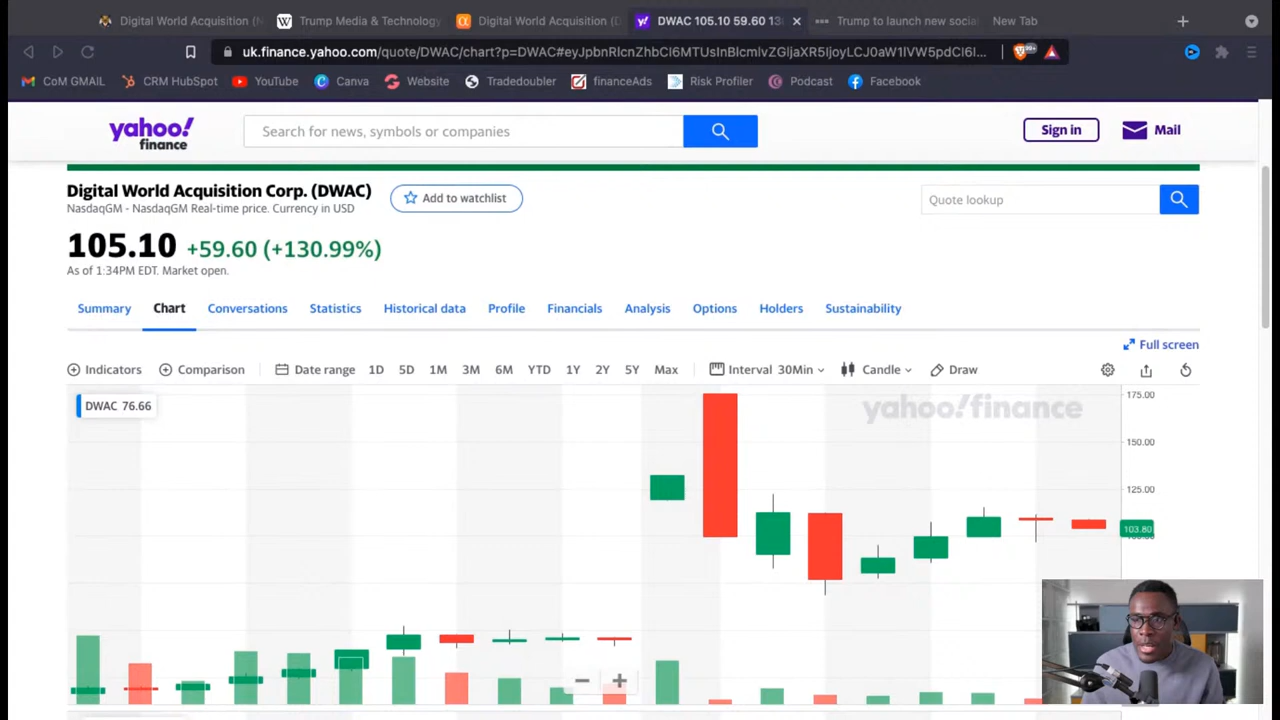 Digital World Acquisition (N
Trump Media & Technology
Digital World Acquisition (D
DWAC 105.10 59.60 13
Trump to launch new social
New Tab
uk.finance.yahoo.com/quote/DWAC/chart?p=DWAC#
CoM GMAIL CRM HubSpot YouTube Canva Website Tradedoubler financeAds Risk Profiler Podcast Facebook
yahoo! finance
Search for news, symbols or companies
Sign in
Mail
Digital World Acquisition Corp. (DWAC)
NasdaqGM - NasdaqGM Real-time price. Currency in USD
Add to watchlist
Quote lookup
105.10 +59.60 (+130.99%)
As of 1:34PM EDT. Market open.
Summary Chart Conversations Statistics Historical data Profile Financials Analysis Options Holders Sustainability
Full screen
Indicators Comparison Date range 1D 5D 1M 3M 6M YTD 1Y 2Y 5Y Max Interval 30Min Candle Draw
DWAC 76.66
yahoo!finance
175.00
150.00
125.00
103.80